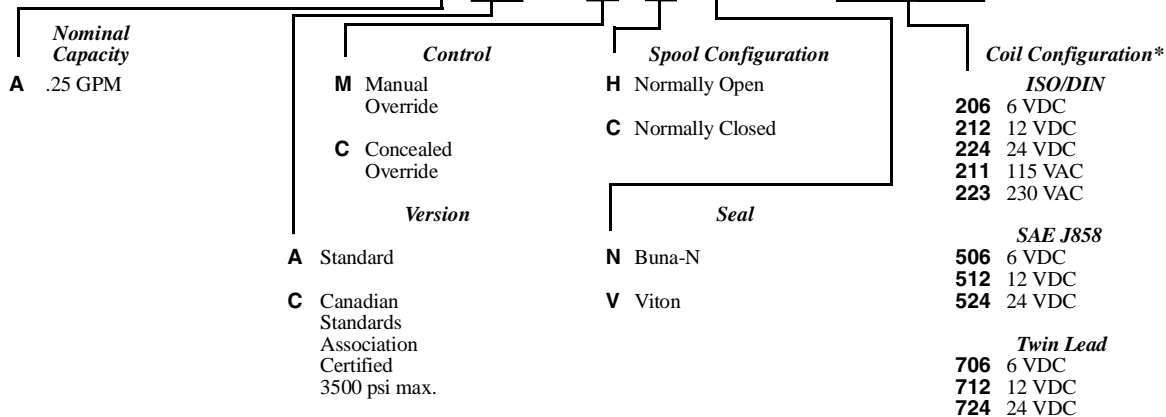 Nominal
Capacity
A .25 GPM
Control
M Manual
Override
C Concealed
Override
Version
A Standard
C Canadian
Standards
Association
Certified
3500 psi max.
Spool Configuration
H Normally Open
C Normally Closed
Seal
N Buna-N
V Viton
Coil Configuration*
ISO/DIN
206 6 VDC
212 12 VDC
224 24 VDC
211 115 VAC
223 230 VAC
SAE J858
506 6 VDC
512 12 VDC
524 24 VDC
Twin Lead
706 6 VDC
712 12 VDC
724 24 VDC